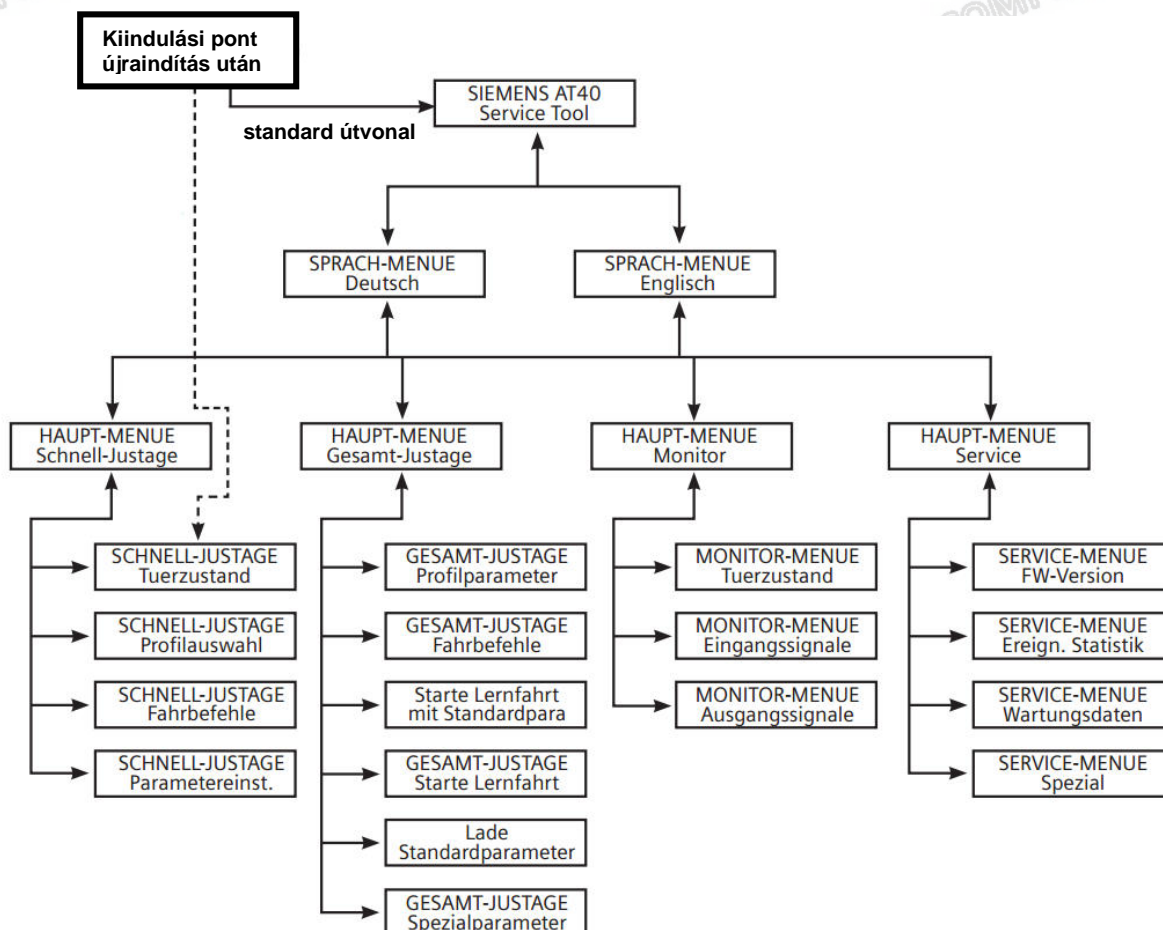 Kiindulási pont
újraindítás után
SIEMENS AT40
Service Tool
standard útvonal
SPRACH-MENUE
Deutsch
SPRACH-MENUE
Englisch
HAUPT-MENUE
Schnell-Justage
HAUPT-MENUE
Gesamt-Justage
HAUPT-MENUE
Monitor
HAUPT-MENUE
Service
SCHNELL-JUSTAGE
Tuerzustand
SCHNELL-JUSTAGE
Profilauswahl
SCHNELL-JUSTAGE
Fahrbefehle
SCHNELL-JUSTAGE
Parametereinst.
GESAMT-JUSTAGE
Profilparameter
GESAMT-JUSTAGE
Fahrbefehle
Starte Lernfahrt
mit Standardpara
GESAMT-JUSTAGE
Starte Lernfahrt
Lade
Standardparameter
GESAMT-JUSTAGE
Spezialparameter
MONITOR-MENUE
Tuerzustand
MONITOR-MENUE
Eingangssignale
MONITOR-MENUE
Ausgangssignale
SERVICE-MENUE
FW-Version
SERVICE-MENUE
Ereign. Statistik
SERVICE-MENUE
Wartungsdaten
SERVICE-MENUE
Spezial